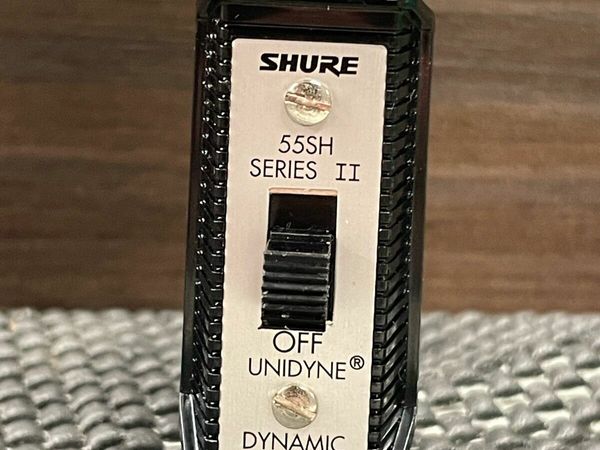 SHURE
55SH
SERIES II
OFF
UNIDYNE®
DYNAMIC